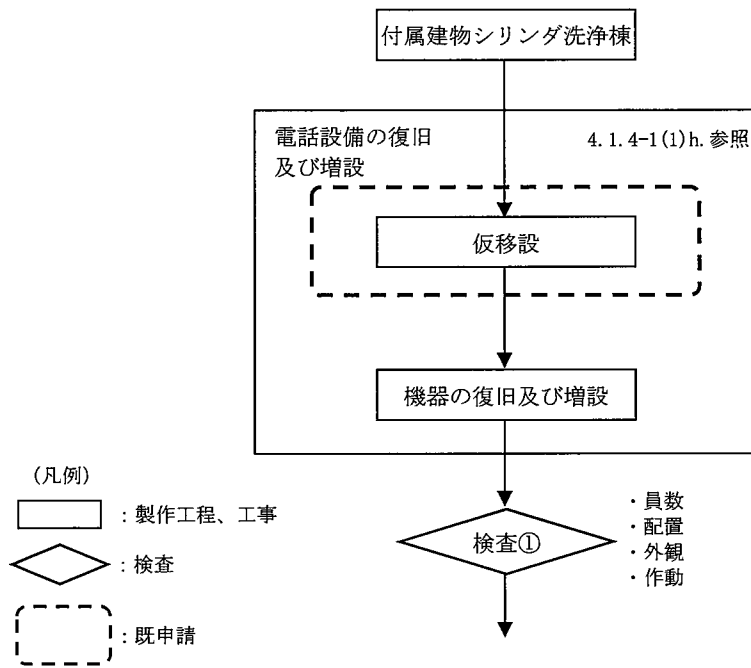 付属建物シリンダ洗浄棟
電話設備の復旧
及び増設
4.1.4-1(1)h.参照
仮移設
機器の復旧及び増設
検査①
・員数
・配置
・外観
・作動
(凡例)
：製作工程、工事
：検査
：既申請